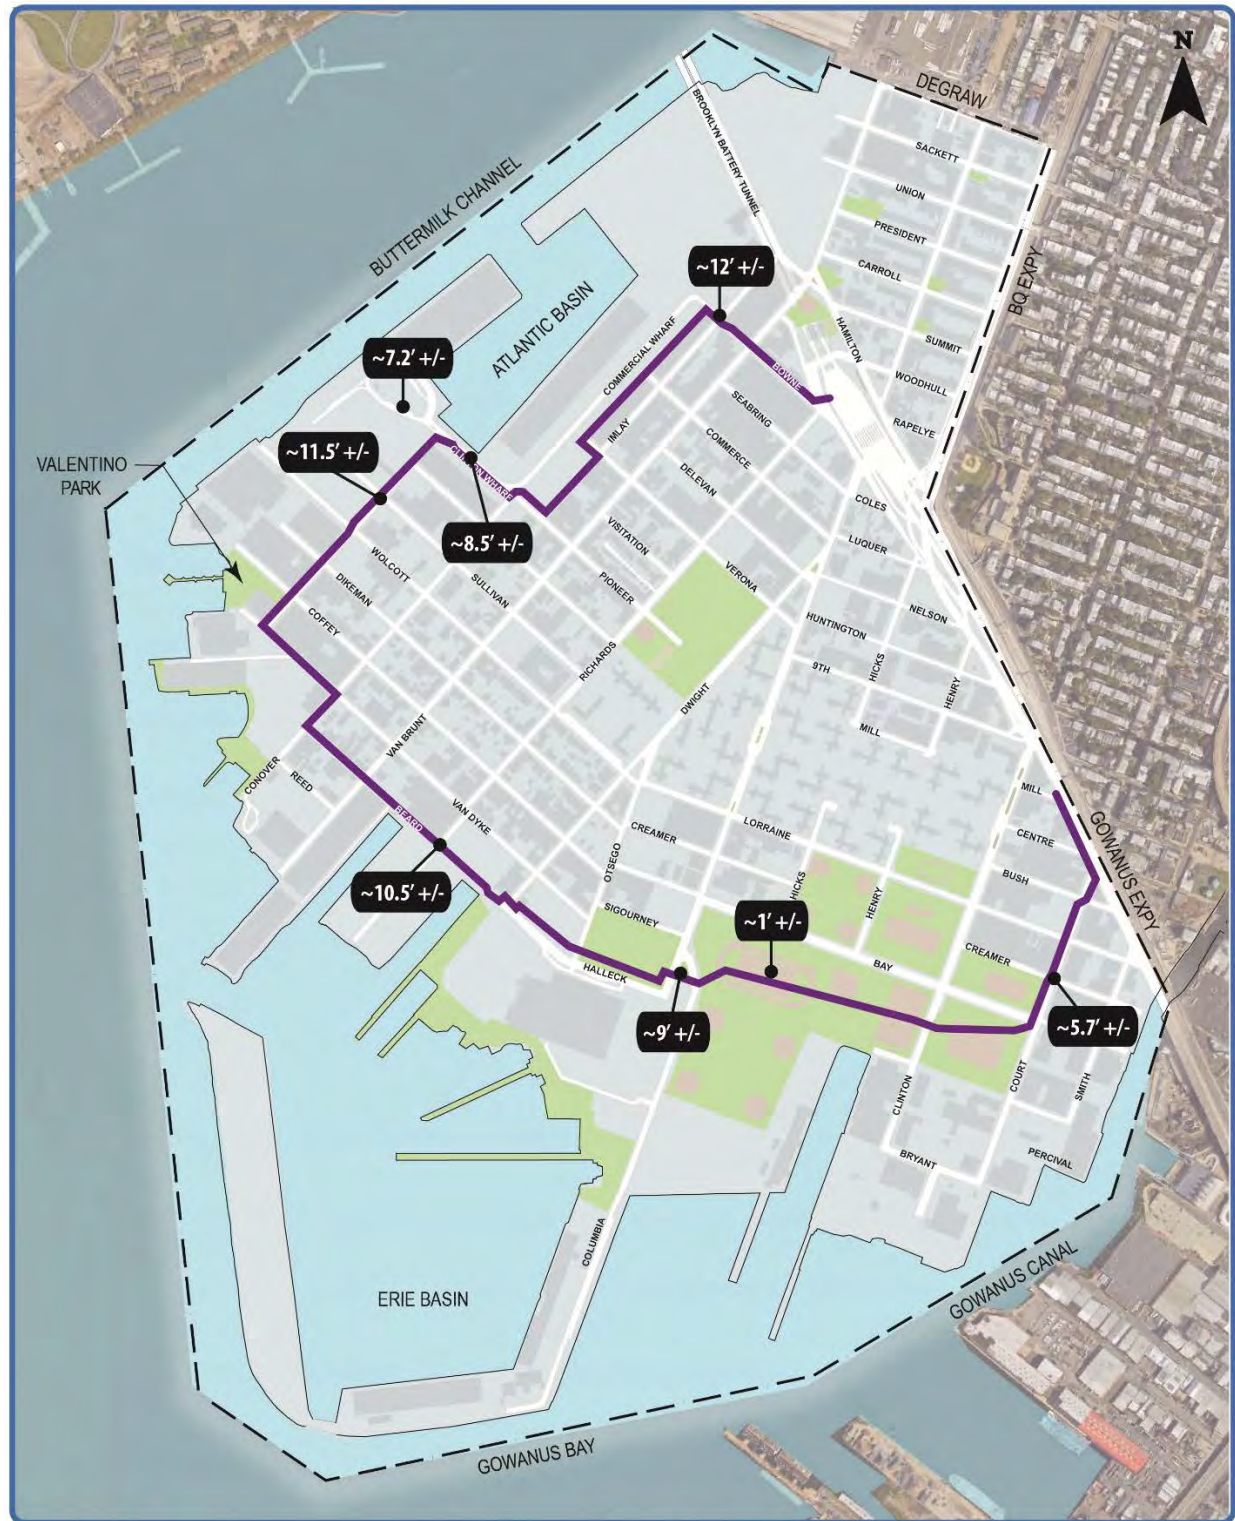 N
DEGRAW
BROOKLYN BATTERY TUNNEL
SACKETT
BUTTERMILK CHANNEL
UNION
PRESIDENT
CARROLL
BQ EXPY
~12' +/-
ATLANTIC BASIN
HAMILTON
SUMMIT
~7.2' +/-
COMMERCIAL WHARF
BOWNE
WOODHULL
SEABRING
IMLAY
RAPELYE
COMMERCE
~11.5' +/-
VALENTINO
PARK
CLINTON WHARF
DELEVAN
COLES
~8.5' +/-
VISITATION
LUQUER
WOLCOTT
VERONA
DIKEMAN
SULLIVAN
PIONEER
NELSON
COFFEY
HUNTINGTON
RICHARDS
9TH
HICKS
HENRY
DWIGHT
VAN BRUNT
MILL
CONOVER
REED
MILL
BEARD
VAN DYKE
CREAMER
LORRAINE
CENTRE
GOWANUS EXPY
OTSEGO
BUSH
~10.5' +/-
HICKS
HENRY
SIGOURNEY
~1' +/-
CREAMER
BAY
HALLECK
~9' +/-
~5.7' +/-
CLINTON
COURT
SMITH
BRYANT
PERCIVAL
COLUMBIA
ERIE BASIN
GOWANUS CANAL
GOWANUS BAY